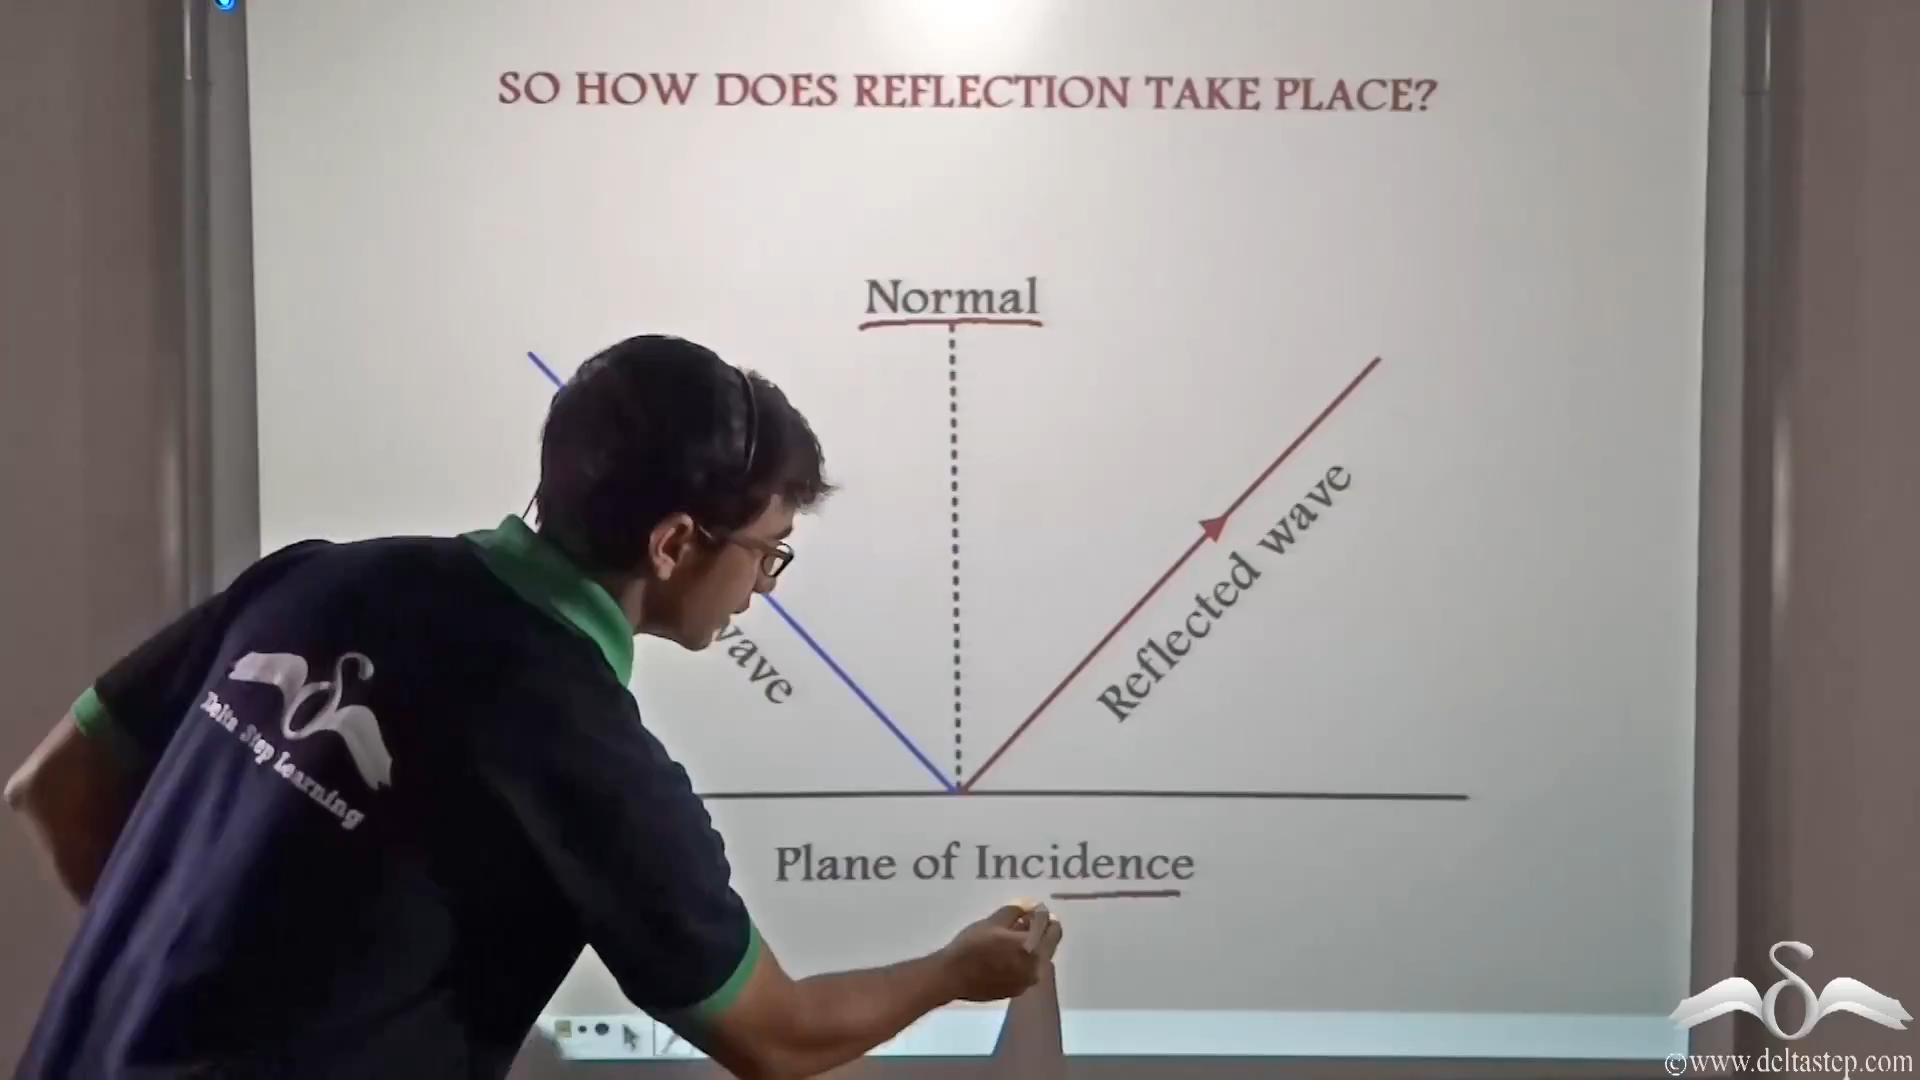 SO HOW DOES REFLECTION TAKE PLACE?
Normal
wave
Reflected wave
Plane of Incidence
Delta Step Learning
©www.deltastep.com